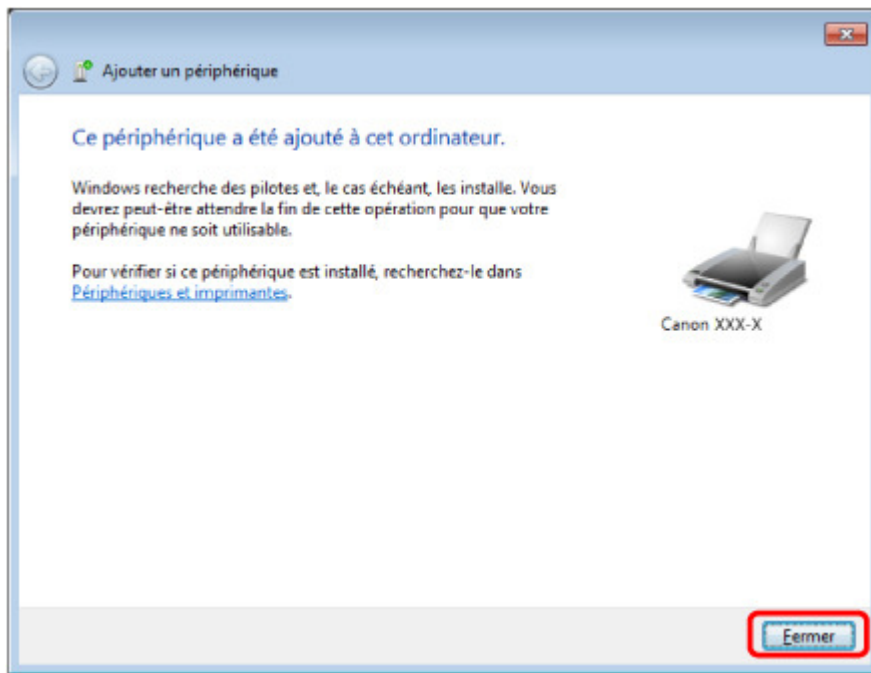 Ajouter un périphérique
Ce périphérique a été ajouté à cet ordinateur.
Windows recherche des pilotes et, le cas échéant, les installe. Vous
devrez peut-être attendre la fin de cette opération pour que votre
périphérique ne soit utilisable.
Pour vérifier si ce périphérique est installé, recherchez-le dans
Périphériques et imprimantes.
Canon XXX-X
Fermer